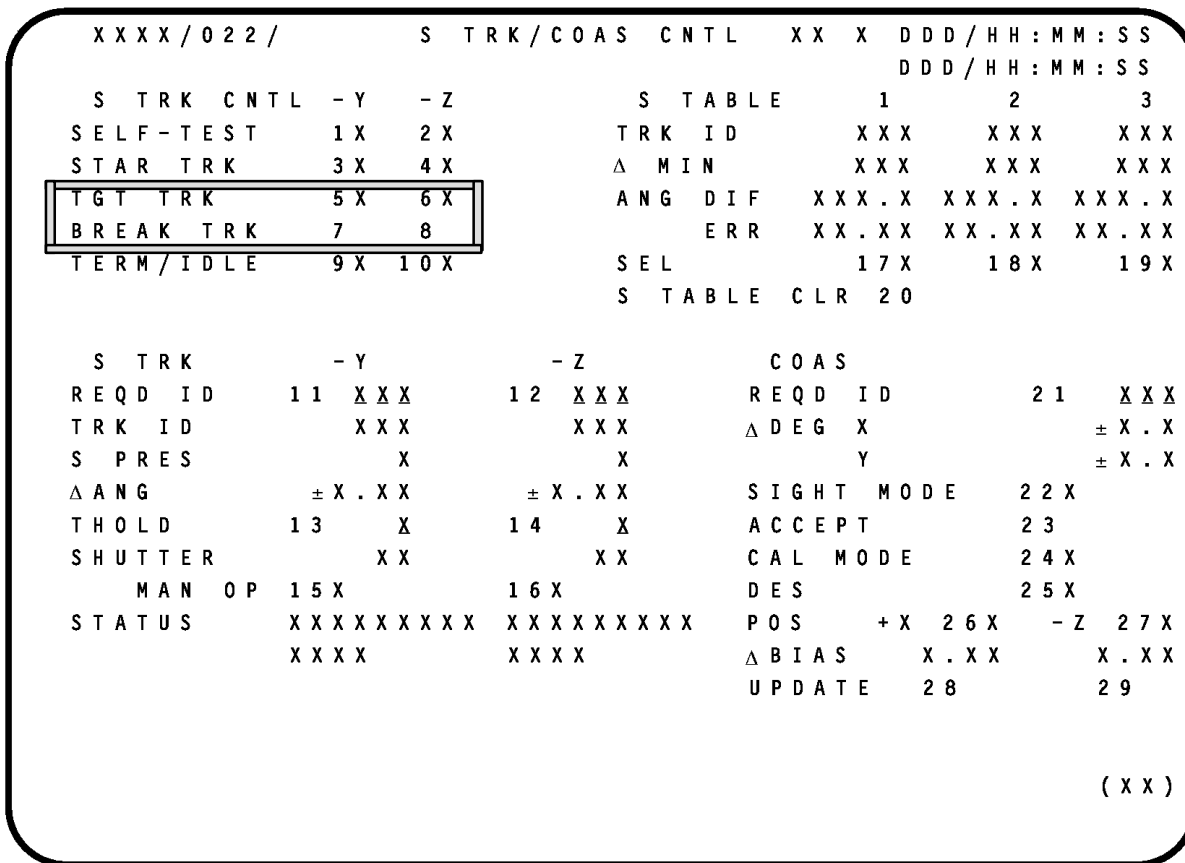 XXXX/022/ S TRK/COAS CNTL XX X DDD/HH:MM:SS
DDD/HH:MM:SS
S TRK CNTL -Y -Z S TABLE 1 2 3
SELF-TEST 1X 2X TRK ID XXX XXX XXX
STAR TRK 3X 4X Δ MIN XXX XXX XXX
TGT TRK 5X 6X ANG DIF XXX.X XXX.X XXX.X
BREAK TRK 7 8 ERR XX.XX XX.XX XX.XX
TERM/IDLE 9X 10X SEL 17X 18X 19X
S TABLE CLR 20
S TRK -Y -Z COAS
REQD ID 11 XXX 12 XXX REQD ID 21 XXX
TRK ID XXX XXX ΔDEG X ±X.X
S PRES X X Y ±X.X
ΔANG ±X.XX ±X.XX SIGHT MODE 22X
THOLD 13 X 14 X ACCEPT 23
SHUTTER XX XX CAL MODE 24X
MAN OP 15X 16X DES 25X
STATUS XXXXXXXXX XXXXXXXXX POS +X 26X -Z 27X
XXXX XXXX ΔBIAS X.XX X.XX
UPDATE 28 29
(XX)